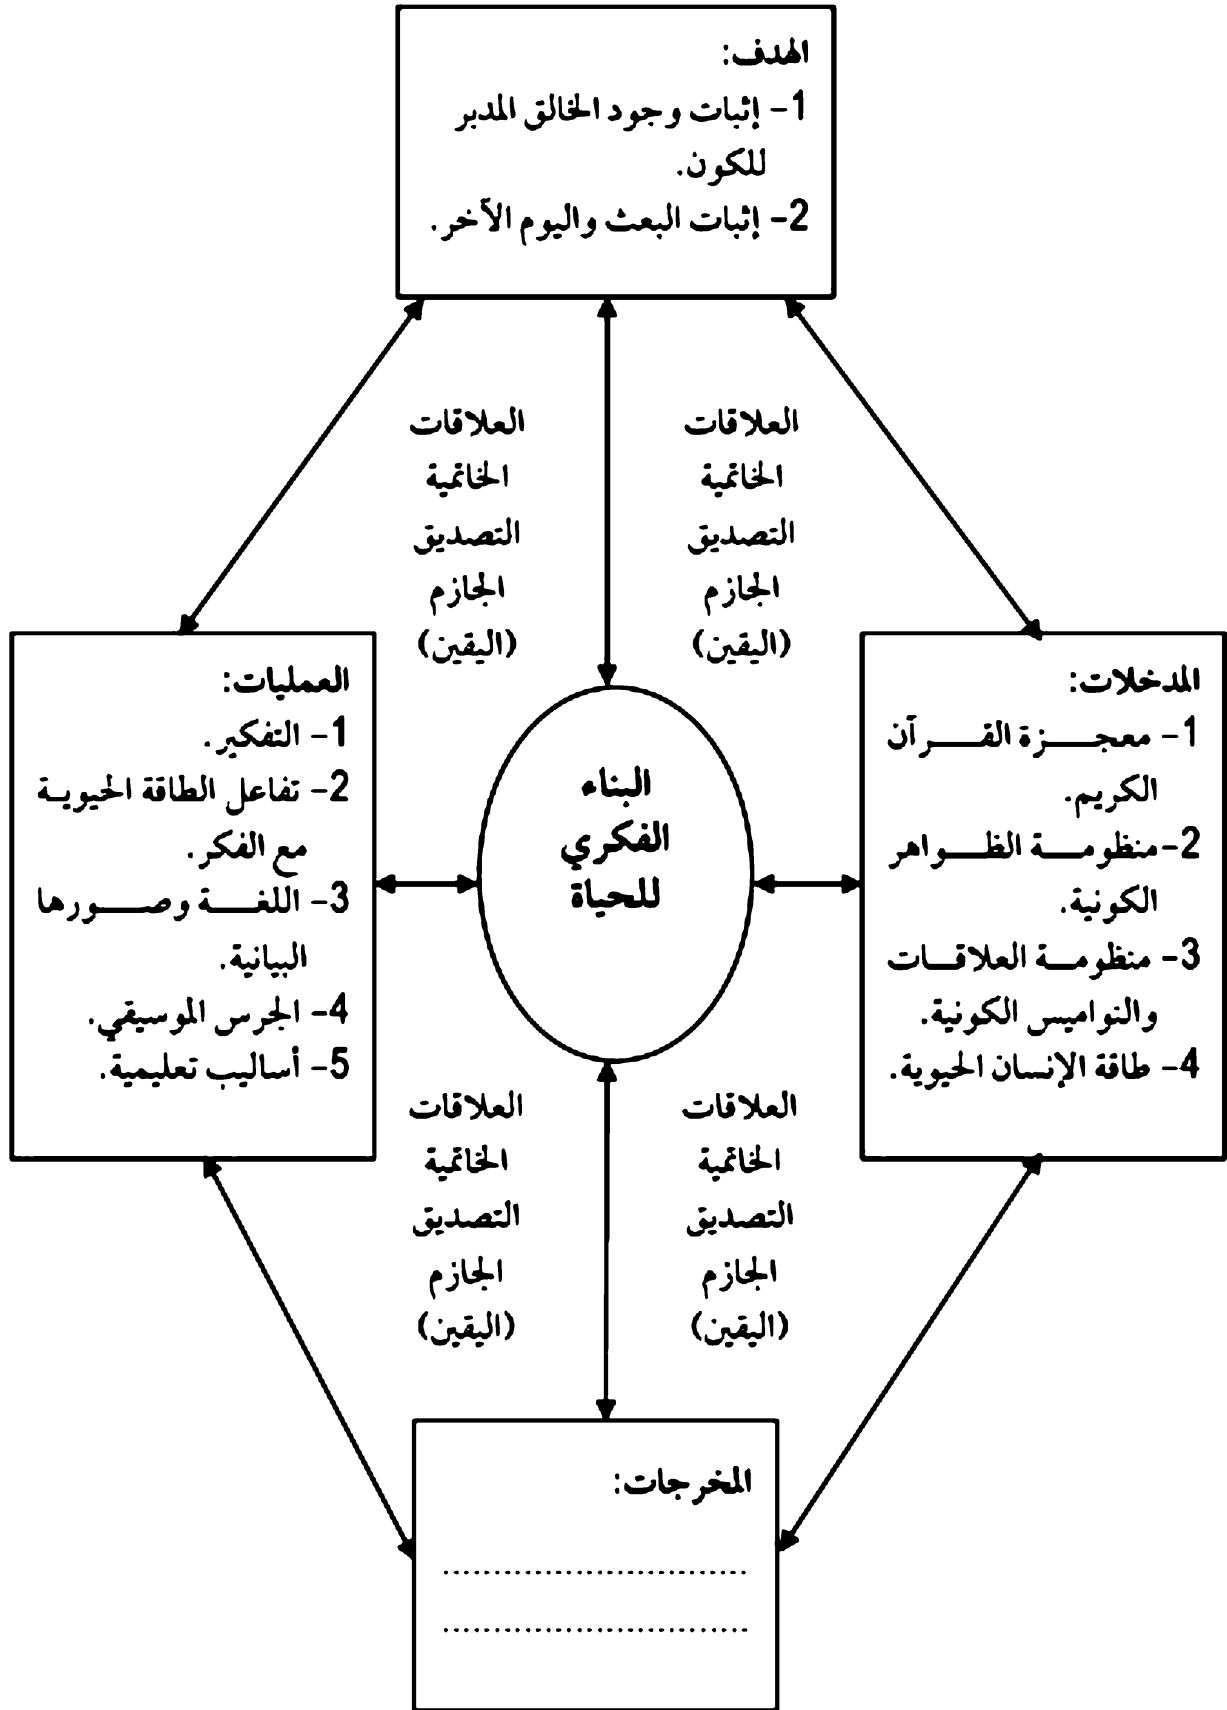 الهدف:
1- إثبات وجود الخالق المدبر
للكون.
2- إثبات البعث واليوم الآخر.
العلاقات
الخاتمية
التصديق
الجازم
(اليقين)
العلاقات
الخاتمية
التصديق
الجازم
(اليقين)
المدخلات:
1- معجزة القرآن
الكريم.
2-منظومة الظواهر
الكونية.
3- منظومة العلاقات
والنواميس الكونية.
4- طاقة الإنسان الحيوية.
البناء
الفكري
للحياة
العمليات:
1- التفكير.
2- تفاعل الطاقة الحيوية
مع الفكر.
3- اللغة وصورها
البيانية.
4- الجرس الموسيقي.
5- أساليب تعليمية.
العلاقات
الخاتمية
التصديق
الجازم
(اليقين)
العلاقات
الخاتمية
التصديق
الجازم
(اليقين)
المخرجات:
..............................
..............................